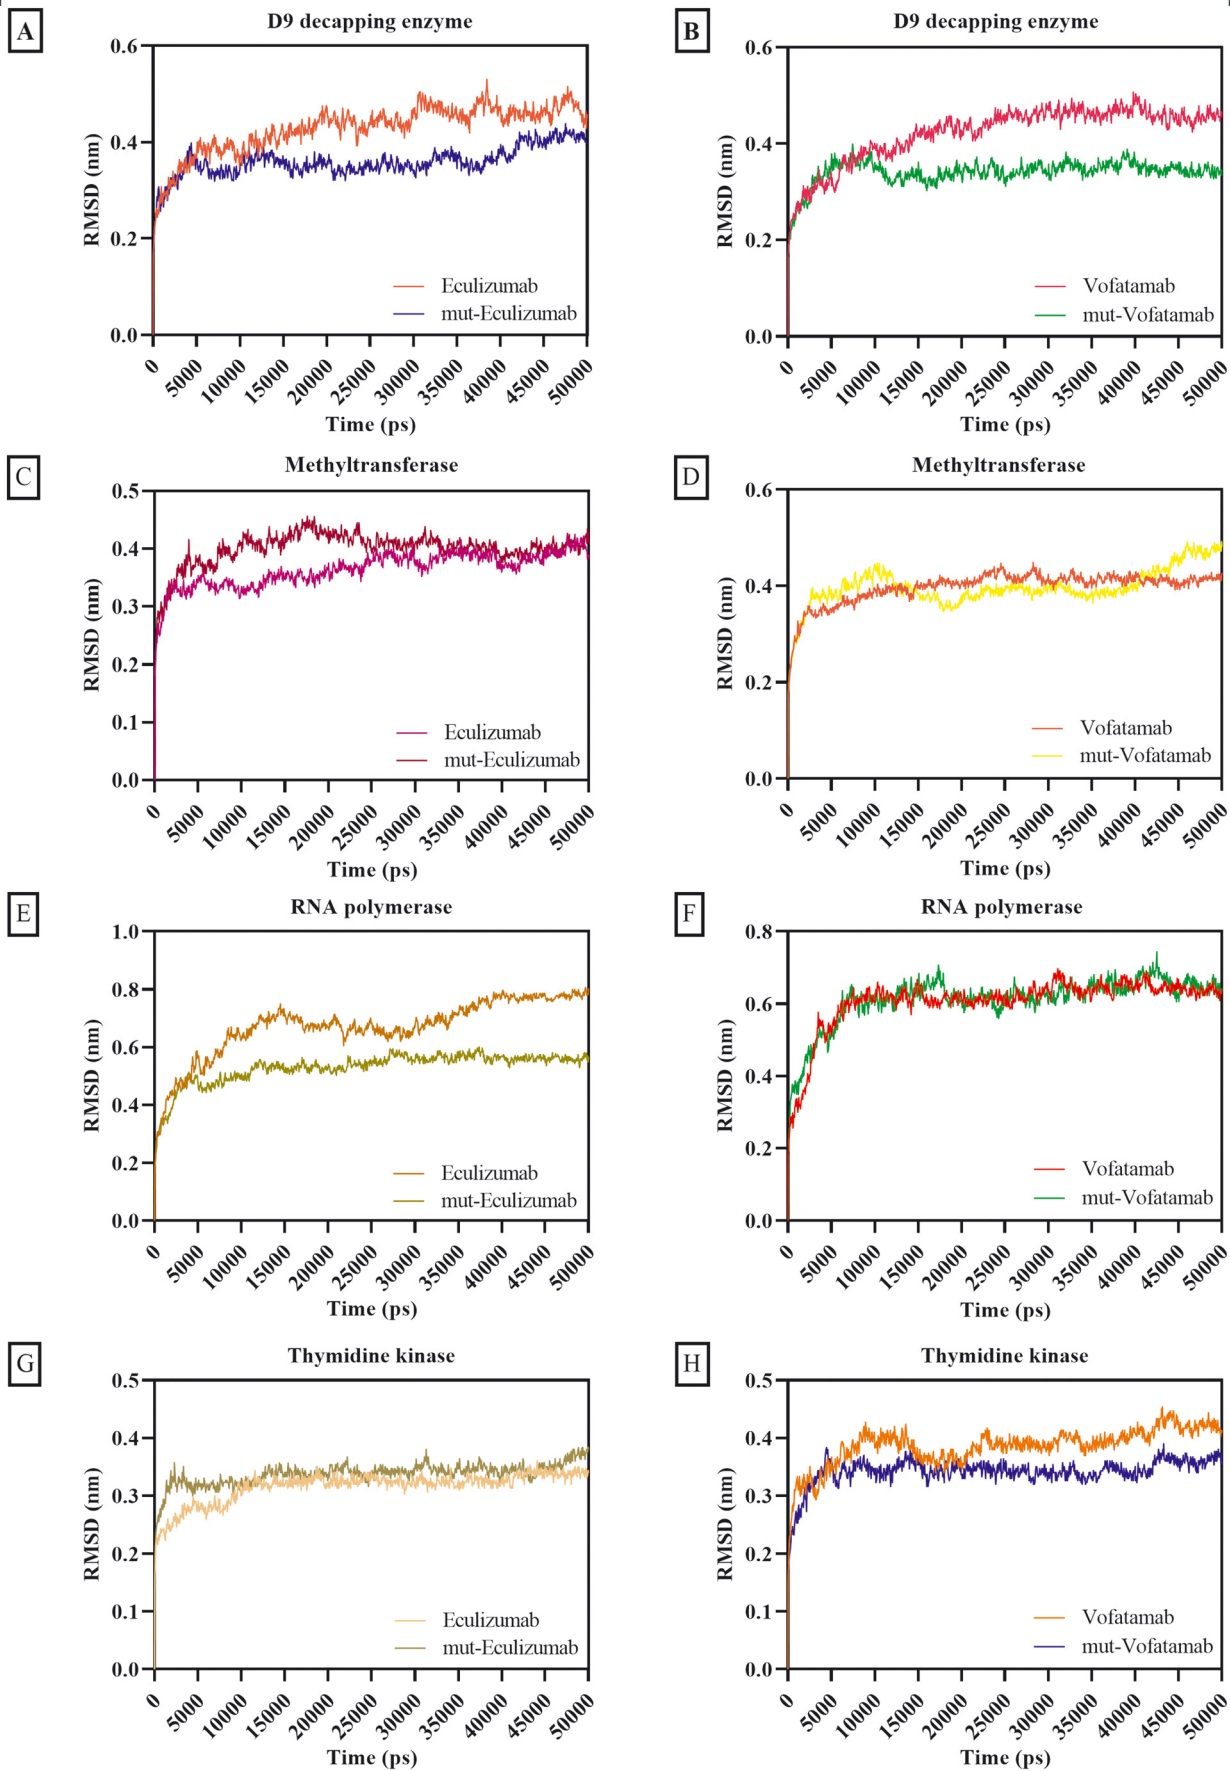 A
D9 decapping enzyme
RMSD (nm)
0.6
0.4
0.2
0.0
Eculizumab
mut-Eculizumab
0 5000 10000 15000 20000 25000 30000 35000 40000 45000 50000
Time (ps)
B
D9 decapping enzyme
RMSD (nm)
0.6
0.4
0.2
0.0
Vofatamab
mut-Vofatamab
0 5000 10000 15000 20000 25000 30000 35000 40000 45000 50000
Time (ps)
C
Methyltransferase
RMSD (nm)
0.5
0.4
0.3
0.2
0.1
0.0
Eculizumab
mut-Eculizumab
0 5000 10000 15000 20000 25000 30000 35000 40000 45000 50000
Time (ps)
D
Methyltransferase
RMSD (nm)
0.6
0.4
0.2
0.0
Vofatamab
mut-Vofatamab
0 5000 10000 15000 20000 25000 30000 35000 40000 45000 50000
Time (ps)
E
RNA polymerase
RMSD (nm)
1.0
0.8
0.6
0.4
0.2
0.0
Eculizumab
mut-Eculizumab
0 5000 10000 15000 20000 25000 30000 35000 40000 45000 50000
Time (ps)
F
RNA polymerase
RMSD (nm)
0.8
0.6
0.4
0.2
0.0
Vofatamab
mut-Vofatamab
0 5000 10000 15000 20000 25000 30000 35000 40000 45000 50000
Time (ps)
G
Thymidine kinase
RMSD (nm)
0.5
0.4
0.3
0.2
0.1
0.0
Eculizumab
mut-Eculizumab
0 5000 10000 15000 20000 25000 30000 35000 40000 45000 50000
Time (ps)
H
Thymidine kinase
RMSD (nm)
0.5
0.4
0.3
0.2
0.1
0.0
Vofatamab
mut-Vofatamab
0 5000 10000 15000 20000 25000 30000 35000 40000 45000 50000
Time (ps)